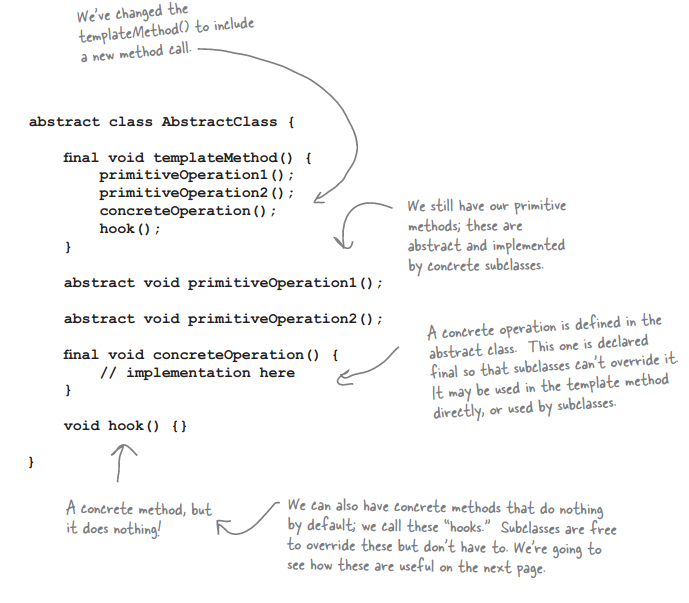 We've changed the
templateMethod() to include
a new method call.
abstract class AbstractClass {
final void templateMethod() {
primitiveOperation1();
primitiveOperation2();
concreteOperation();
hook();
}
We still have our primitive
methods; these are
abstract and implemented
by concrete subclasses.
abstract void primitiveOperation1();
abstract void primitiveOperation2();
final void concreteOperation() {
// implementation here
}
A concrete operation is defined in the
abstract class. This one is declared
final so that subclasses can't override it.
It may be used in the template method
directly, or used by subclasses.
void hook() {}
}
A concrete method, but
it does nothing!
We can also have concrete methods that do nothing
by default; we call these "hooks." Subclasses are free
to override these but don't have to. We're going to
see how these are useful on the next page.